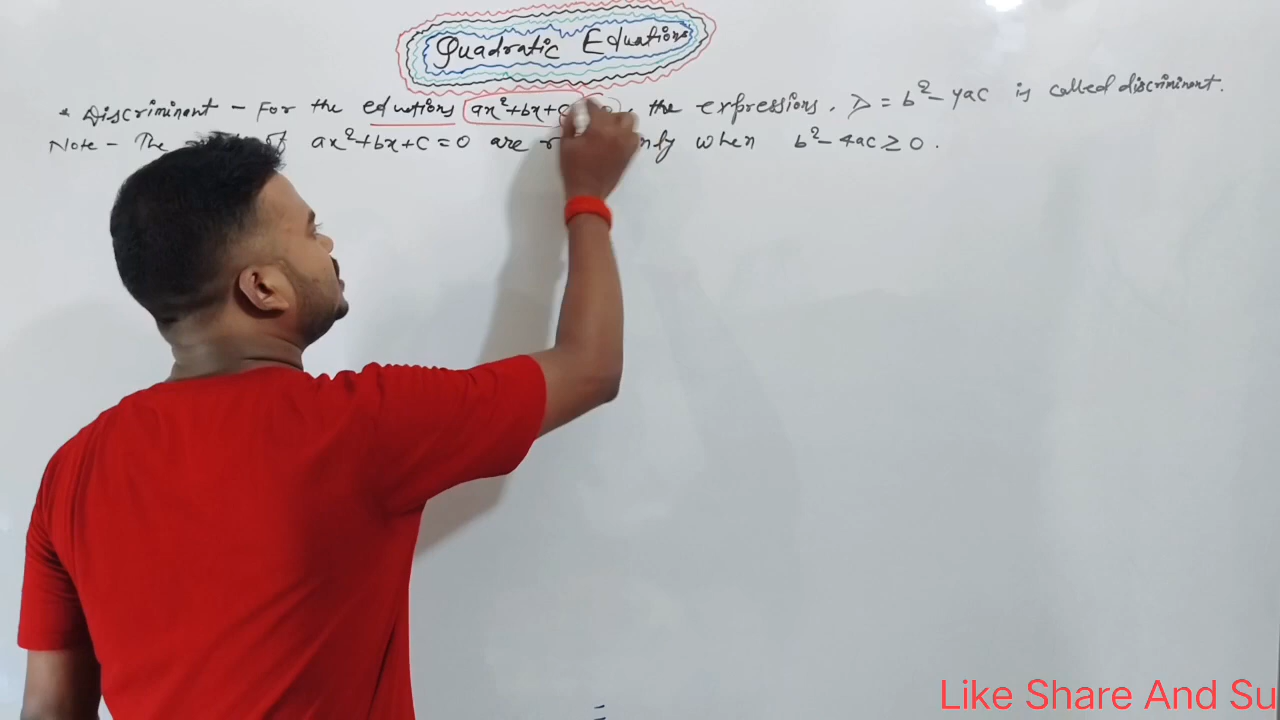 Quadratic Equations
* Discriminant - For the equations ax²+bx+c the expressions. D = b²-4ac is called discriminant.
Note - The of ax²+bx+c=0 are only when b²-4ac≥0.
Like Share And Su